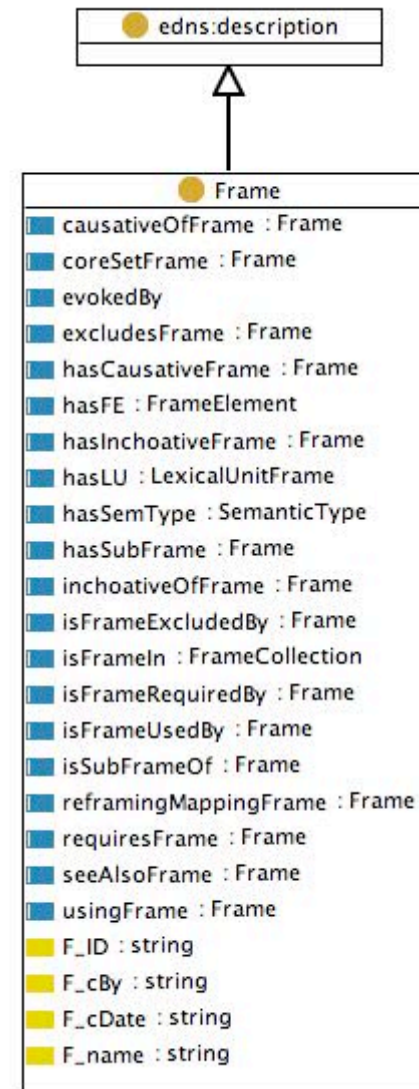 edns:description
Frame
causativeOfFrame : Frame
coreSetFrame : Frame
evokedBy
excludesFrame : Frame
hasCausativeFrame : Frame
hasFE : FrameElement
hasInchoativeFrame : Frame
hasLU : LexicalUnitFrame
hasSemType : SemanticType
hasSubFrame : Frame
inchoativeOfFrame : Frame
isFrameExcludedBy : Frame
isFrameIn : FrameCollection
isFrameRequiredBy : Frame
isFrameUsedBy : Frame
isSubFrameOf : Frame
reframingMappingFrame : Frame
requiresFrame : Frame
seeAlsoFrame : Frame
usingFrame : Frame
F_ID : string
F_cBy : string
F_cDate : string
F_name : string